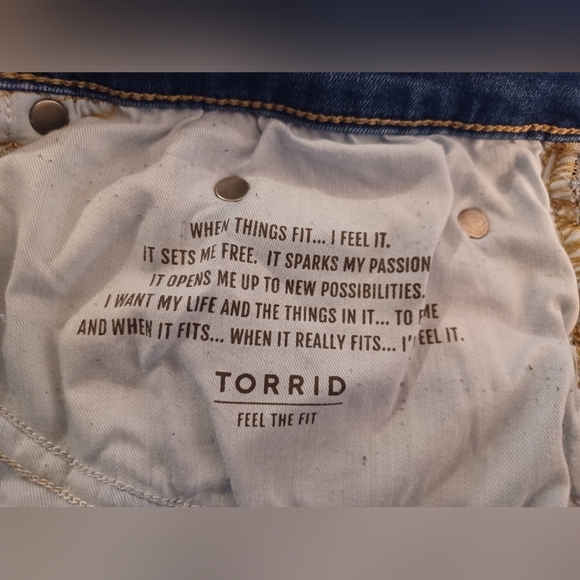 WHEN THINGS FIT... I FEEL IT.
IT SETS ME FREE. IT SPARKS MY PASSION
IT OPENS ME UP TO NEW POSSIBILITIES.
I WANT MY LIFE AND THE THINGS IN IT... TO ME
AND WHEN IT FITS... WHEN IT REALLY FITS... I' EEL IT.
TORRID
FEEL THE FIT